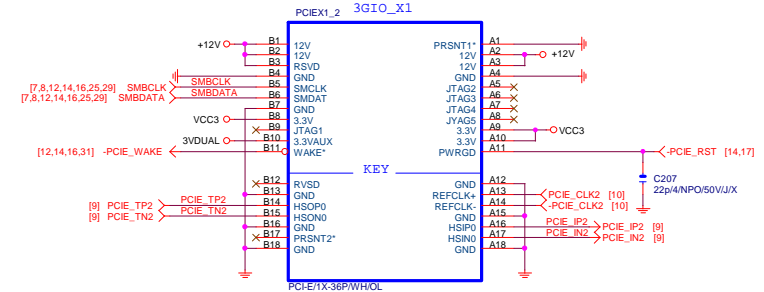 PCIEX1_2 3GIO_X1
+12V B1 12V PRSNT1* A1
B2 12V 12V A2 +12V
B3 RSVD 12V A3
B4 GND GND A4
[7,8,12,14,16,25,29] SMBCLK SMBCLK B5 SMCLK JTAG2 A5
[7,8,12,14,16,25,29] SMBDATA SMBDATA B6 SMDAT JTAG3 A6
B7 GND JTAG4 A7
VCC3 B8 3.3V JYAG5 A8
B9 JTAG1 3.3V A9 VCC3
3VDUAL B10 3.3VAUX 3.3V A10
[12,14,16,31] -PCIE_WAKE B11 WAKE* PWRGD A11 -PCIE_RST [14,17]
KEY
B12 RVSD GND A12
B13 GND REFCLK+ A13 PCIE_CLK2 [10]
[9] PCIE_TP2 PCIE_TP2 B14 HSOP0 REFCLK- A14 -PCIE_CLK2 [10]
[9] PCIE_TN2 PCIE_TN2 B15 HSON0 GND A15
B16 GND HSIP0 A16 PCIE_IP2 PCIE_IP2 [9]
B17 PRSNT2* HSIN0 A17 PCIE_IN2 PCIE_IN2 [9]
B18 GND GND A18
C207
22p/4/NPO/50V/J/X
PCI-E/1X-36P/WH/OL